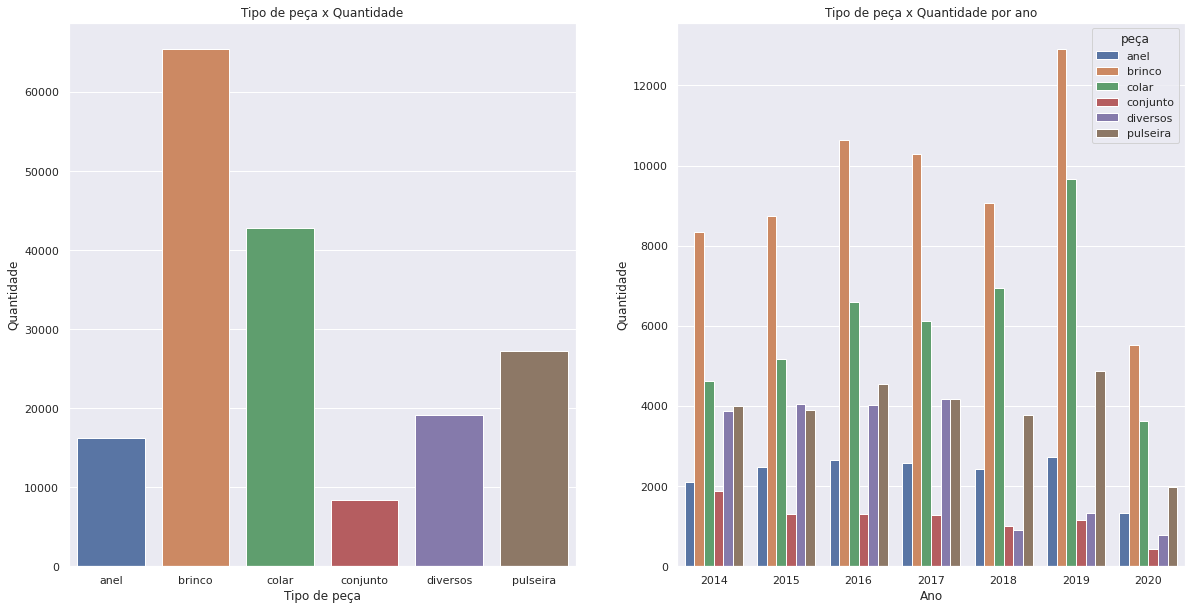 Tipo de peça x Quantidade
60000
50000
40000
30000
20000
10000
0
Quantidade
anel brinco colar conjunto diversos pulseira
Tipo de peça
Tipo de peça x Quantidade por ano
12000
10000
8000
6000
4000
2000
0
Quantidade
peça
anel
brinco
colar
conjunto
diversos
pulseira
2014 2015 2016 2017 2018 2019 2020
Ano